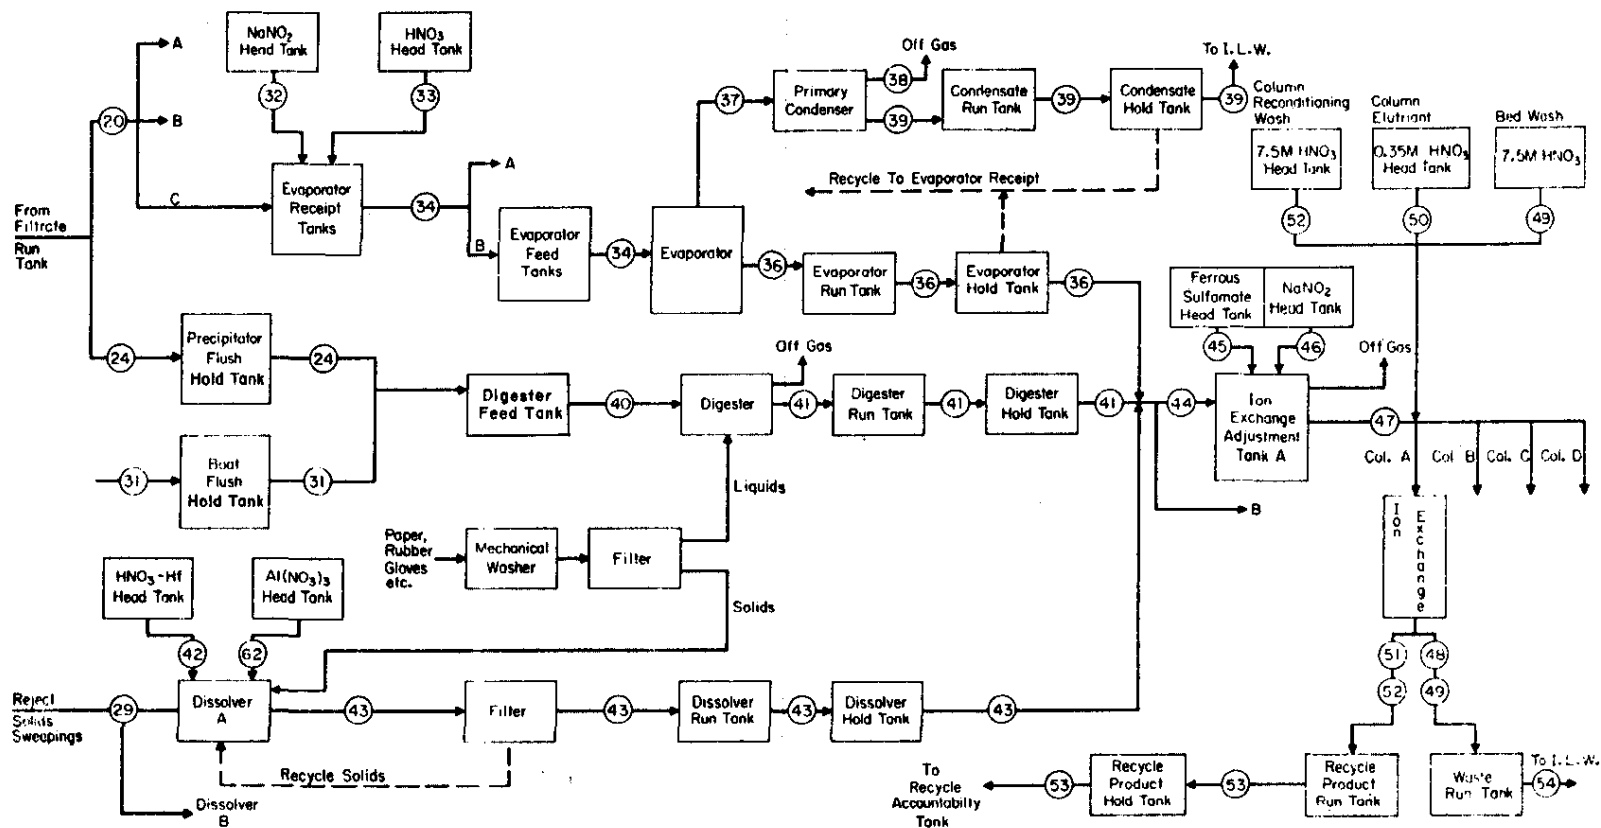 NaNO2
Head Tank
HNO3
Head Tank
A
B
C
20
32
33
From
Filtrate
Run
Tank
Evaporator
Receipt
Tanks
34
A
B
Evaporator
Feed
Tanks
34
Evaporator
37
Primary
Condenser
38
Off Gas
39
Condensate
Run Tank
39
Condensate
Hold Tank
To I.L.W.
39
Recycle To Evaporator Receipt
36
Evaporator
Run Tank
36
Evaporator
Hold Tank
36
Column
Reconditioning
Wash
7.5M HNO3
Head Tank
52
Column
Elutriant
0.35M HNO3
Head Tank
50
Bed Wash
7.5M HNO3
49
24
Precipitator
Flush
Hold Tank
24
31
Boat
Flush
Hold Tank
31
Digester
Feed Tank
40
Digester
Off Gas
41
Digester
Run Tank
41
Digester
Hold Tank
41
44
Ferrous
Sulfamate
Head Tank
NaNO2
Head Tank
45
46
Ion
Exchange
Adjustment
Tank A
Off Gas
47
B
Col. A
Col B
Col. C
Col. D
Ion
Exchange
Liquids
Paper,
Rubber
Gloves
etc.
Mechanical
Washer
Filter
Solids
HNO3-Hf
Head Tank
Al(NO3)3
Head Tank
42
62
Reject
Solids
Sweepings
29
Dissolver
A
43
Filter
43
Dissolver
Run Tank
43
Dissolver
Hold Tank
43
Recycle Solids
Dissolver
B
51
48
52
49
To
Recycle
Accountability
Tank
53
Recycle
Product
Hold Tank
53
Recycle
Product
Run Tank
Waste
Run Tank
To I.L.W.
54